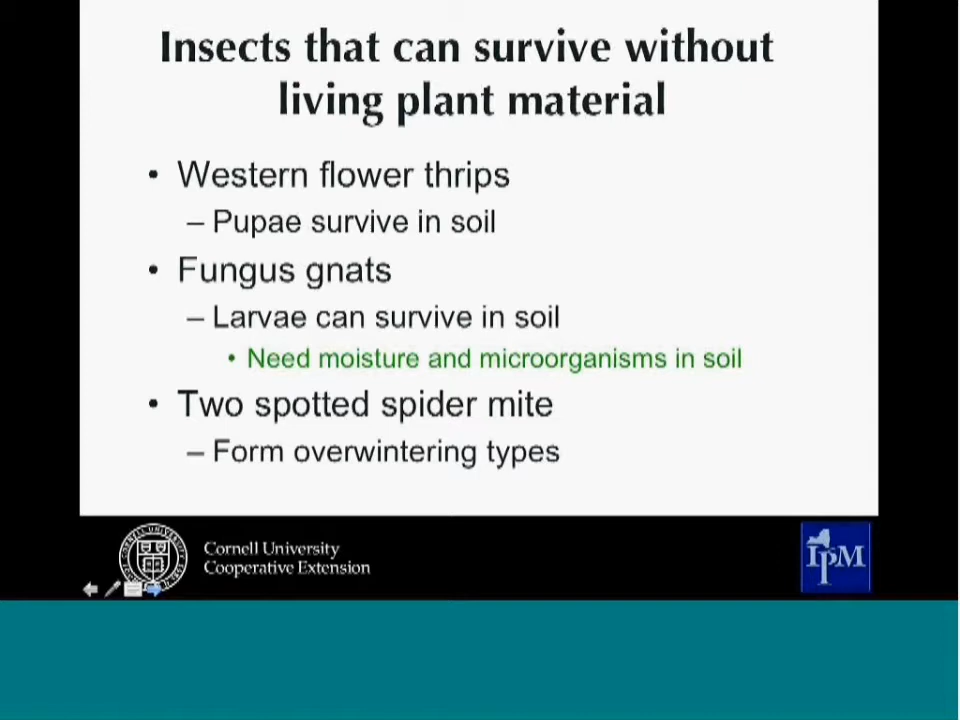 Insects that can survive without
living plant material
• Western flower thrips
– Pupae survive in soil
• Fungus gnats
– Larvae can survive in soil
• Need moisture and microorganisms in soil
• Two spotted spider mite
– Form overwintering types
Cornell University
Cooperative Extension
IPM